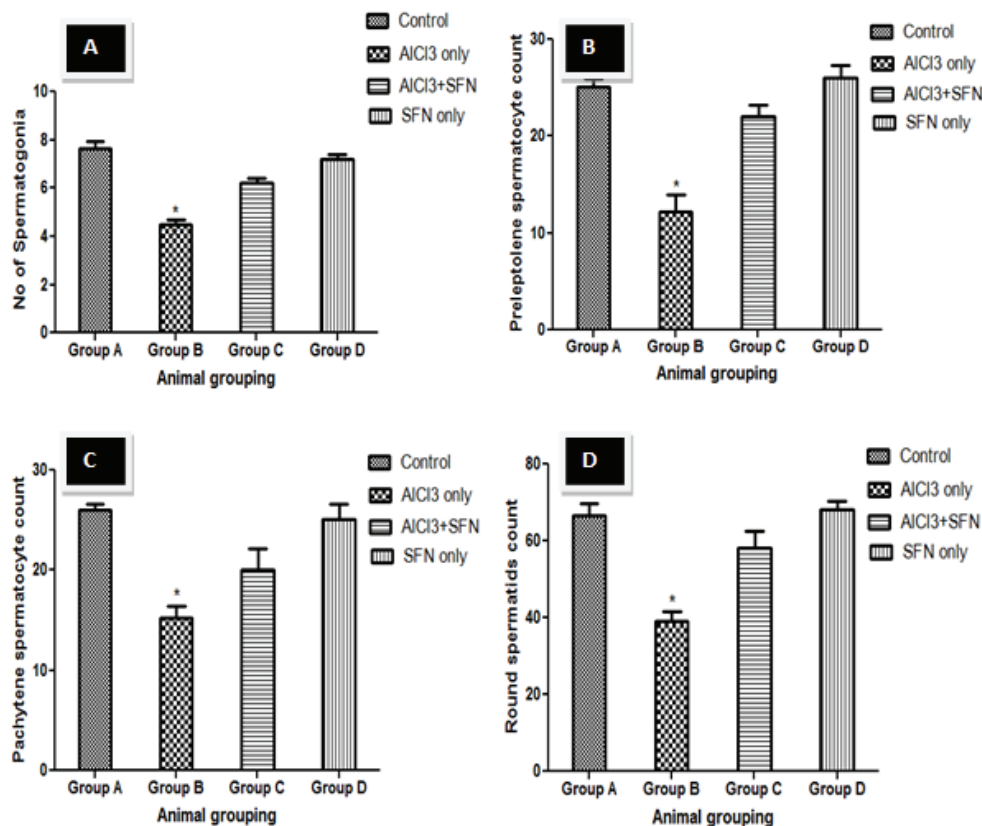 A
Control
AlCl3 only
AlCl3+SFN
SFN only
No of Spermatogonia
10
8
6
4
2
0
*
Group A Group B Group C Group D
Animal grouping
B
Control
AlCl3 only
AlCl3+SFN
SFN only
Preleptolene spermatocyte count
30
20
10
0
*
Group A Group B Group C Group D
Animal grouping
C
Control
AlCl3 only
AlCl3+SFN
SFN only
Pachytene spermatocyte count
30
20
10
0
*
Group A Group B Group C Group D
Animal grouping
D
Control
AlCl3 only
AlCl3+SFN
SFN only
Round spermatids count
80
60
40
20
0
*
Group A Group B Group C Group D
Animal grouping